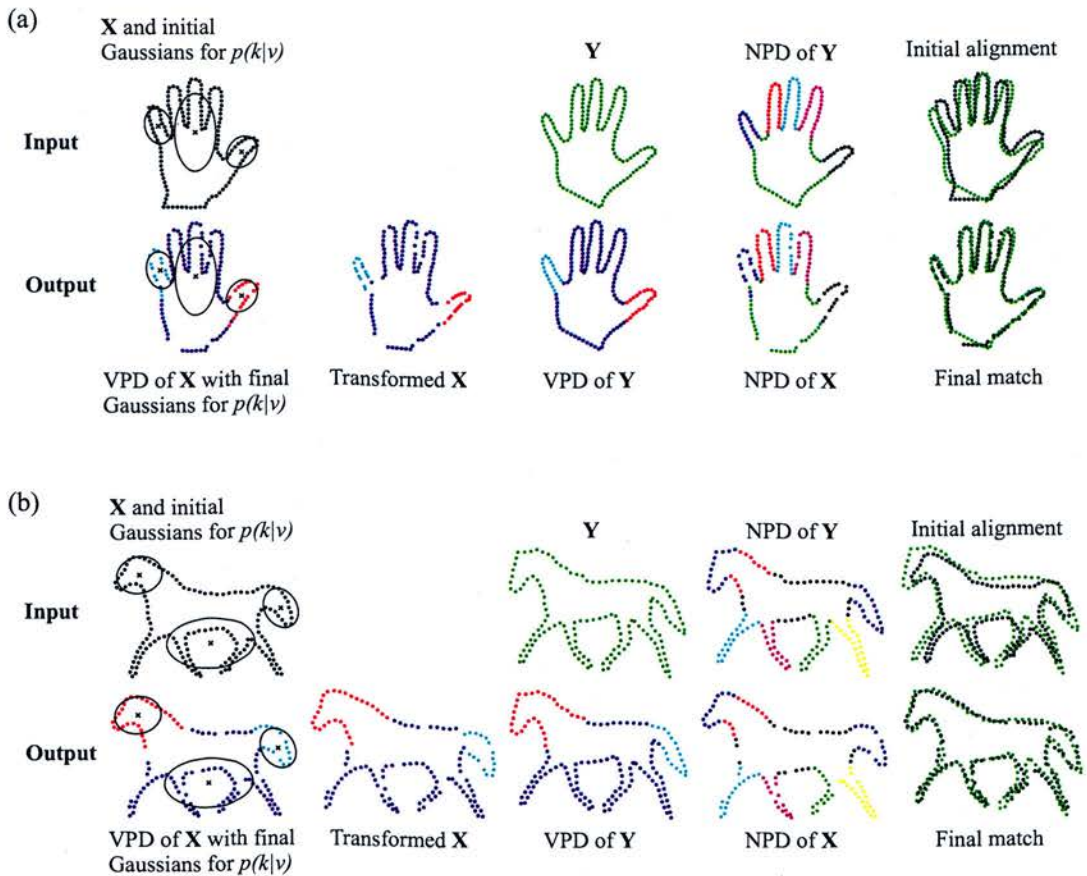 (a)
X and initial
Gaussians for p(k|v)
Y
NPD of Y
Initial alignment
Input
Output
VPD of X with final
Gaussians for p(k|v)
Transformed X
VPD of Y
NPD of X
Final match
(b)
X and initial
Gaussians for p(k|v)
Y
NPD of Y
Initial alignment
Input
Output
VPD of X with final
Gaussians for p(k|v)
Transformed X
VPD of Y
NPD of X
Final match